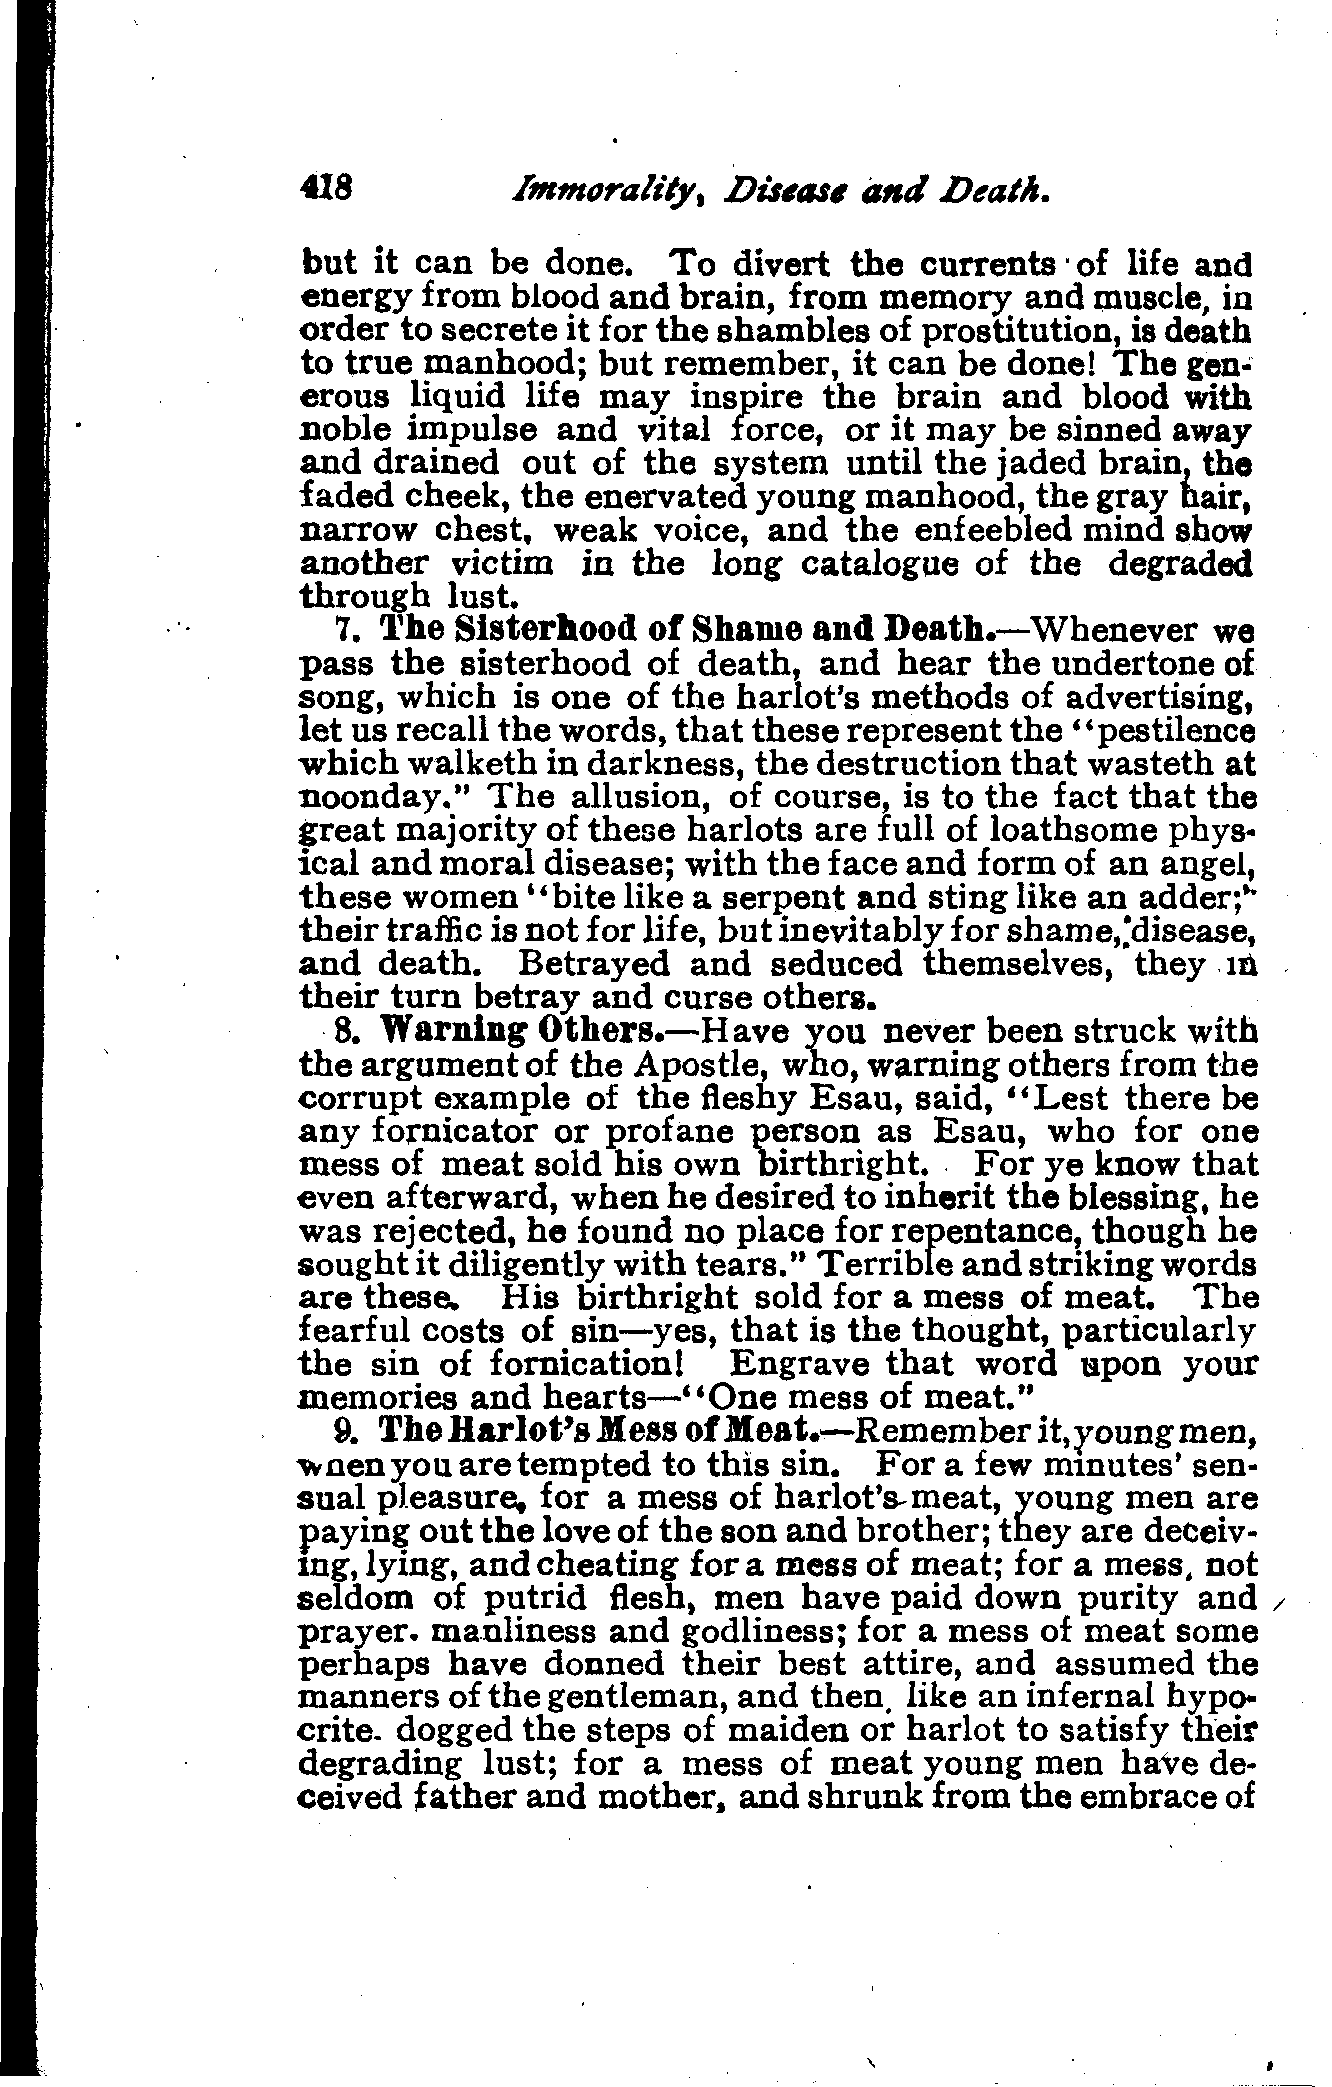 418 Immorality, Disease and Death.
but it can be done. To divert the currents of life and
energy from blood and brain, from memory and muscle, in
order to secrete it for the shambles of prostitution, is death
to true manhood; but remember, it can be done! The gen-
erous liquid life may inspire the brain and blood with
noble impulse and vital force, or it may be sinned away
and drained out of the system until the jaded brain, the
faded cheek, the enervated young manhood, the gray hair,
narrow chest, weak voice, and the enfeebled mind show
another victim in the long catalogue of the degraded
through lust.
7. The Sisterhood of Shame and Death.—Whenever we
pass the sisterhood of death, and hear the undertone of
song, which is one of the harlot's methods of advertising,
let us recall the words, that these represent the "pestilence
which walketh in darkness, the destruction that wasteth at
noonday." The allusion, of course, is to the fact that the
great majority of these harlots are full of loathsome phys-
ical and moral disease; with the face and form of an angel,
these women "bite like a serpent and sting like an adder;"
their traffic is not for life, but inevitably for shame, disease,
and death. Betrayed and seduced themselves, they in
their turn betray and curse others.
8. Warning Others.—Have you never been struck with
the argument of the Apostle, who, warning others from the
corrupt example of the fleshy Esau, said, "Lest there be
any fornicator or profane person as Esau, who for one
mess of meat sold his own birthright. For ye know that
even afterward, when he desired to inherit the blessing, he
was rejected, he found no place for repentance, though he
sought it diligently with tears." Terrible and striking words
are these. His birthright sold for a mess of meat. The
fearful costs of sin—yes, that is the thought, particularly
the sin of fornication! Engrave that word upon your
memories and hearts—"One mess of meat."
9. The Harlot's Mess of Meat.—Remember it, young men,
when you are tempted to this sin. For a few minutes' sen-
sual pleasure, for a mess of harlot's meat, young men are
paying out the love of the son and brother; they are deceiv-
ing, lying, and cheating for a mess of meat; for a mess, not
seldom of putrid flesh, men have paid down purity and
prayer. manliness and godliness; for a mess of meat some
perhaps have donned their best attire, and assumed the
manners of the gentleman, and then, like an infernal hypo-
crite. dogged the steps of maiden or harlot to satisfy their
degrading lust; for a mess of meat young men have de-
ceived father and mother, and shrunk from the embrace of